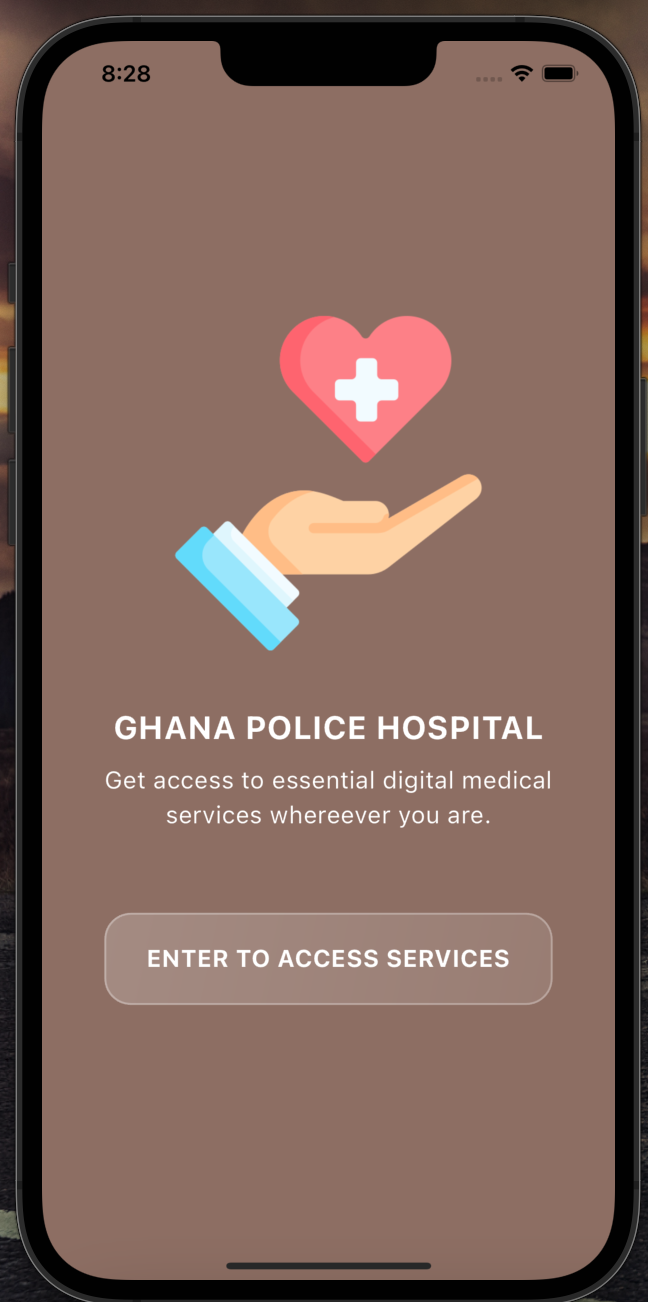 8:28
GHANA POLICE HOSPITAL
Get access to essential digital medical
services whereever you are.
ENTER TO ACCESS SERVICES